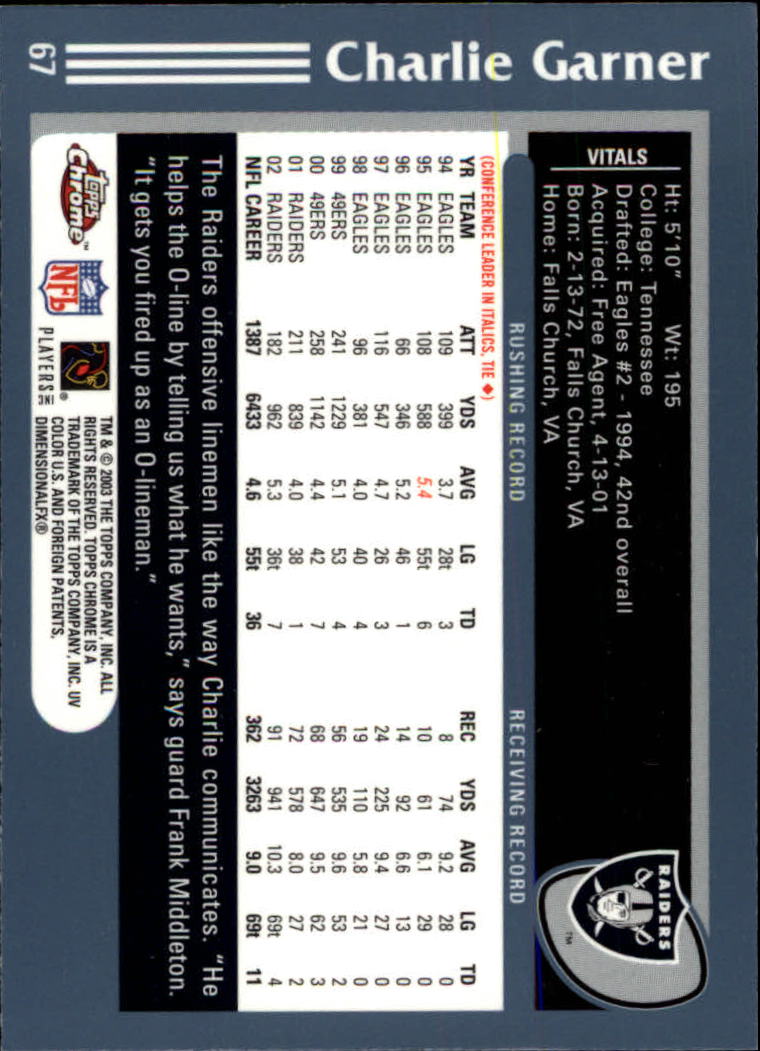 67 Charlie Garner
VITALS
Ht: 5'10" Wt: 195
College: Tennessee
Drafted: Eagles #2 - 1994, 42nd overall
Acquired: Free Agent, 4-13-01
Born: 2-13-72, Falls Church, VA
Home: Falls Church, VA
RAIDERS
TM
RUSHING RECORD RECEIVING RECORD
(CONFERENCE LEADER IN ITALICS, TIE ♦)
YR TEAM ATT YDS AVG LG TD REC YDS AVG LG TD
94 EAGLES 109 399 3.7 28t 3 8 74 9.2 28 0
95 EAGLES 108 588 5.4 55t 6 10 61 6.1 29 0
96 EAGLES 66 346 5.2 46 1 14 92 6.6 13 0
97 EAGLES 116 547 4.7 26 3 24 225 9.4 27 0
98 EAGLES 96 381 4.0 40 4 19 110 5.8 21 0
99 49ERS 241 1229 5.1 53 4 56 535 9.6 53 2
00 49ERS 258 1142 4.4 42 7 68 647 9.5 62 3
01 RAIDERS 211 839 4.0 38 1 72 578 8.0 27 2
02 RAIDERS 182 962 5.3 36t 7 91 941 10.3 69t 4
NFL CAREER 1387 6433 4.6 55t 36 362 3263 9.0 69t 11
The Raiders offensive linemen like the way Charlie communicates. "He
helps the O-line by telling us what he wants," says guard Frank Middleton.
"It gets you fired up as an O-lineman."
Topps Chrome™
NFL
PLAYERS INC ®
TM & © 2003 THE TOPPS COMPANY, INC. ALL
RIGHTS RESERVED. TOPPS CHROME IS A
TRADEMARK OF THE TOPPS COMPANY, INC. UV
COLOR U.S. AND FOREIGN PATENTS.
DIMENSIONALFX®